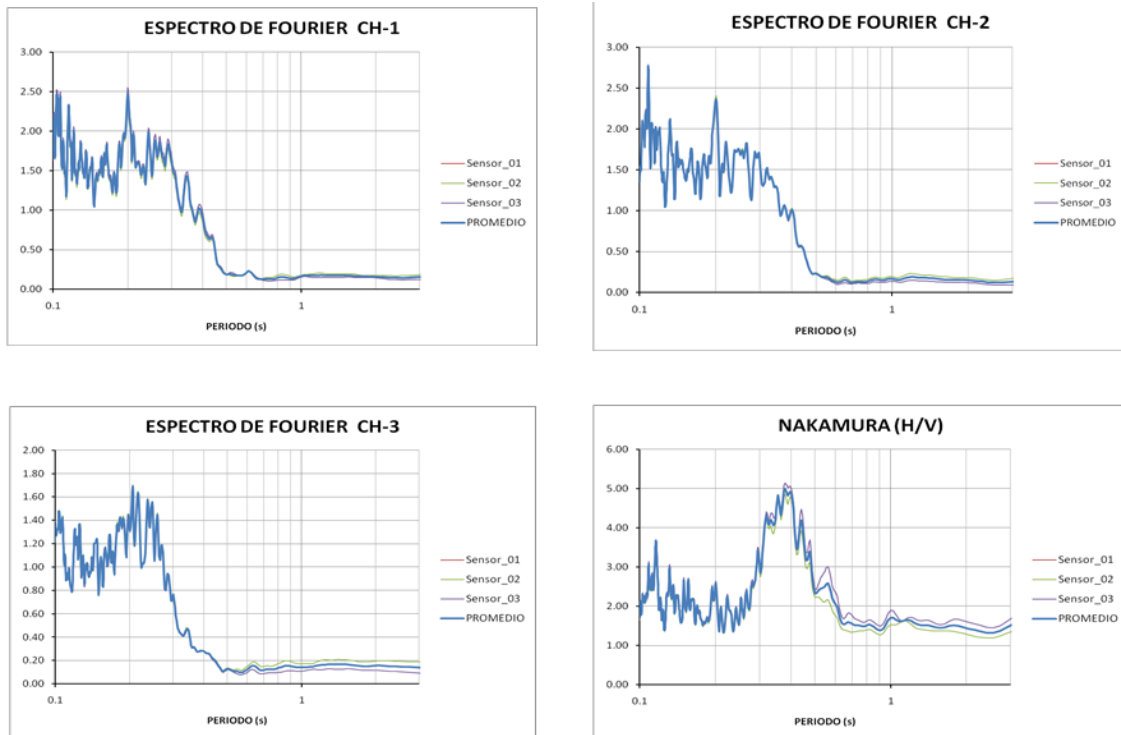 ESPECTRO DE FOURIER CH-1
3.00
2.50
2.00
1.50
1.00
0.50
0.00
0.1
1
PERIODO (s)
Sensor_01
Sensor_02
Sensor_03
PROMEDIO
ESPECTRO DE FOURIER CH-2
3.00
2.50
2.00
1.50
1.00
0.50
0.00
0.1
1
PERIODO (s)
Sensor_01
Sensor_02
Sensor_03
PROMEDIO
ESPECTRO DE FOURIER CH-3
2.00
1.80
1.60
1.40
1.20
1.00
0.80
0.60
0.40
0.20
0.00
0.1
1
PERIODO (s)
Sensor_01
Sensor_02
Sensor_03
PROMEDIO
NAKAMURA (H/V)
6.00
5.00
4.00
3.00
2.00
1.00
0.00
0.1
1
PERIODO (s)
Sensor_01
Sensor_02
Sensor_03
PROMEDIO